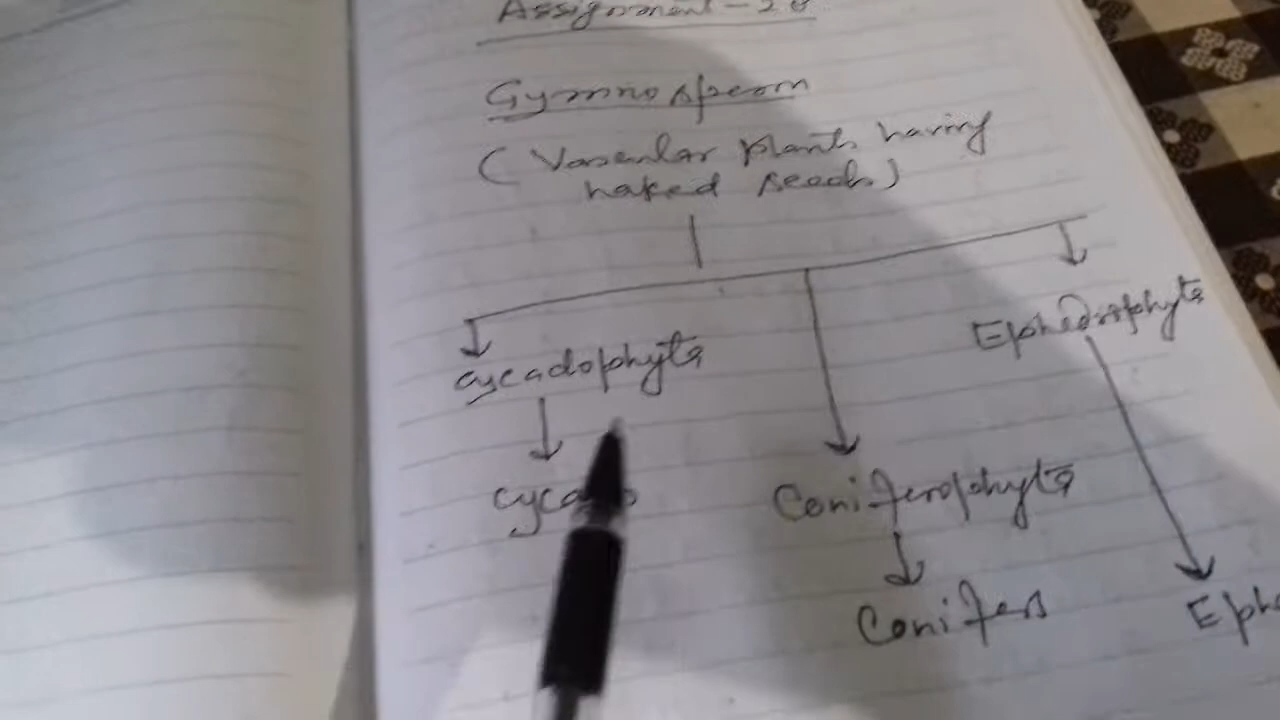 Gymnosperm
( Vascular plants having
naked seeds)
Cycadophyta
Ephedrophyta
Coniferophyta
Conifers